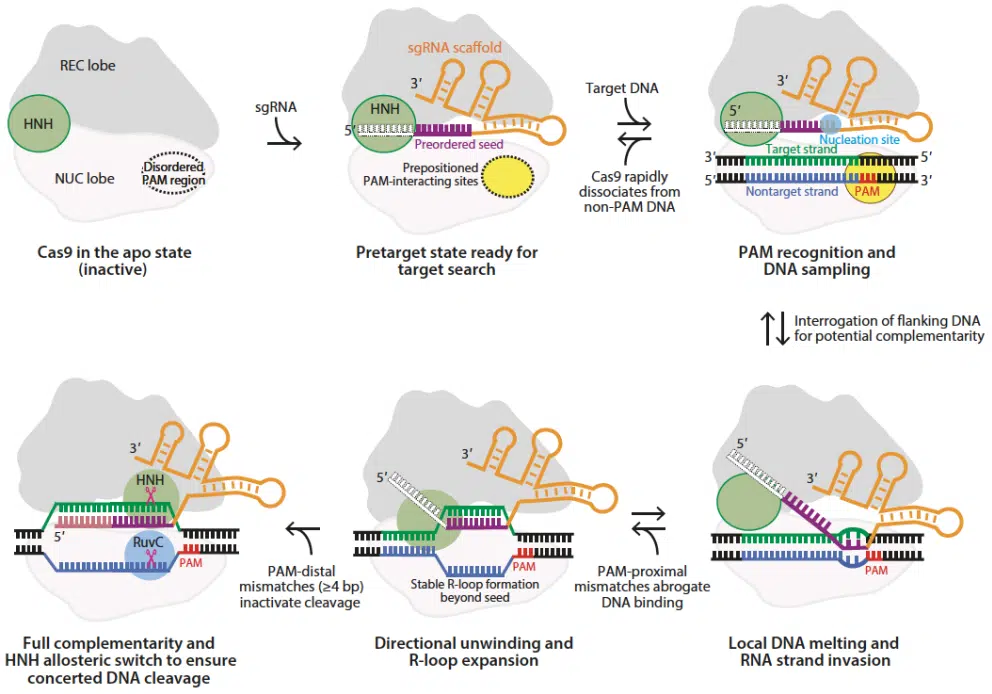 REC lobe
HNH
NUC lobe
Disordered
PAM region
Cas9 in the apo state
(inactive)
sgRNA
sgRNA scaffold
3′
HNH
5′
Preordered seed
Prepositioned
PAM-interacting sites
Pretarget state ready for
target search
Target DNA
Cas9 rapidly
dissociates from
non-PAM DNA
3′
5′
Nucleation site
Target strand
3′
5′
5′
3′
Nontarget strand
PAM
PAM recognition and
DNA sampling
Interrogation of flanking DNA
for potential complementarity
3′
HNH
5′
RuvC
PAM
Full complementarity and
HNH allosteric switch to ensure
concerted DNA cleavage
PAM-distal
mismatches (≥4 bp)
inactivate cleavage
5′
3′
PAM
Stable R-loop formation
beyond seed
Directional unwinding and
R-loop expansion
PAM-proximal
mismatches abrogate
DNA binding
5′
3′
PAM
Local DNA melting and
RNA strand invasion